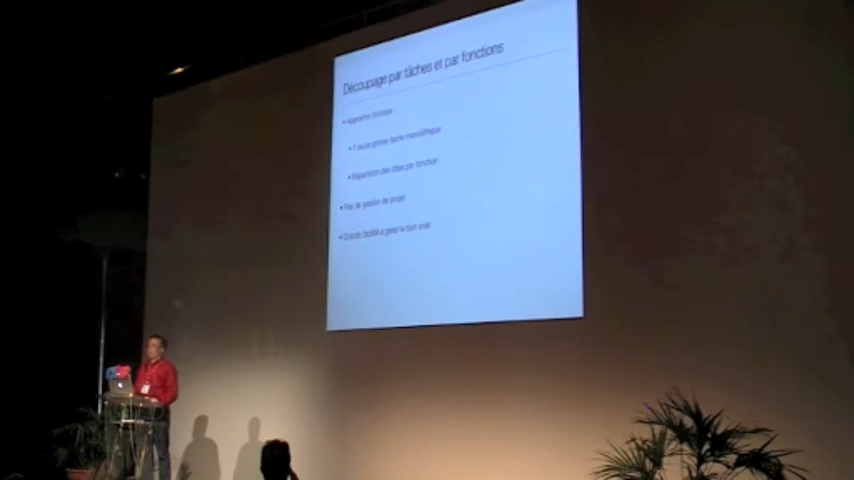 Découpage par tâches et par fonctions
• Approche classique
• 1 seule grosse tâche monolithique
• Répartition des rôles par fonction
• Pas de gestion de projet
• Grande facilité à gérer le turn over